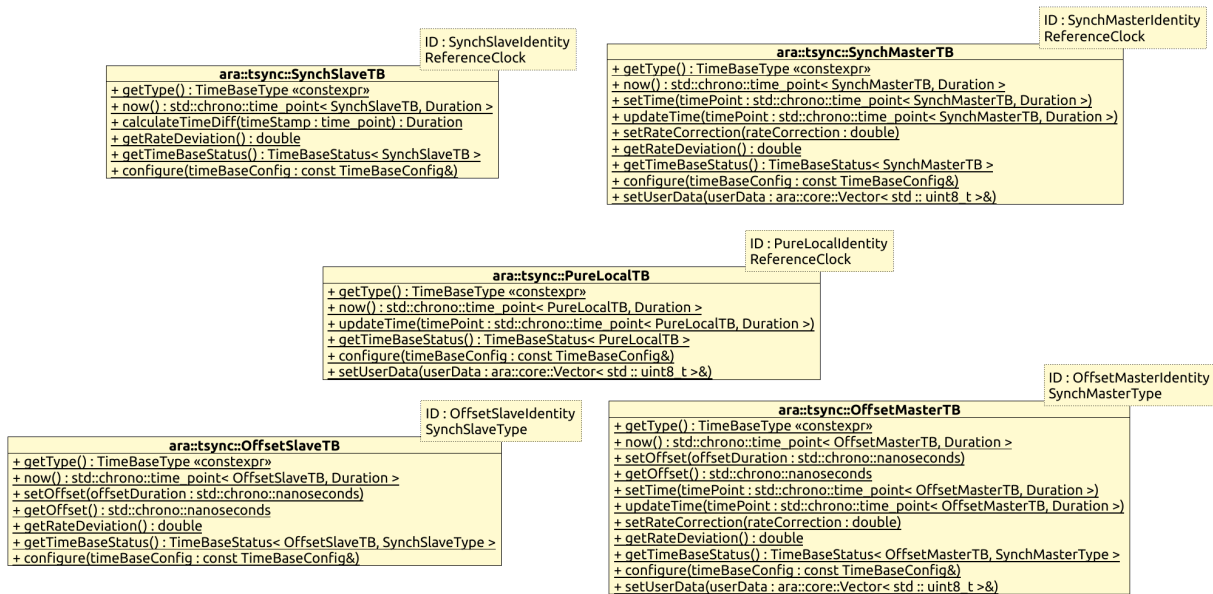 ID : SynchSlaveIdentity
ReferenceClock
ara::tsync::SynchSlaveTB
+ getType() : TimeBaseType «constexpr»
+ now() : std::chrono::time_point< SynchSlaveTB, Duration >
+ calculateTimeDiff(timeStamp : time_point) : Duration
+ getRateDeviation() : double
+ getTimeBaseStatus() : TimeBaseStatus< SynchSlaveTB >
+ configure(timeBaseConfig : const TimeBaseConfig&)
ID : SynchMasterIdentity
ReferenceClock
ara::tsync::SynchMasterTB
+ getType() : TimeBaseType «constexpr»
+ now() : std::chrono::time_point< SynchMasterTB, Duration >
+ setTime(timePoint : std::chrono::time_point< SynchMasterTB, Duration >)
+ updateTime(timePoint : std::chrono::time_point< SynchMasterTB, Duration >)
+ setRateCorrection(rateCorrection : double)
+ getRateDeviation() : double
+ getTimeBaseStatus() : TimeBaseStatus< SynchMasterTB >
+ configure(timeBaseConfig : const TimeBaseConfig&)
+ setUserData(userData : ara::core::Vector< std :: uint8_t >&)
ID : PureLocalIdentity
ReferenceClock
ara::tsync::PureLocalTB
+ getType() : TimeBaseType «constexpr»
+ now() : std::chrono::time_point< PureLocalTB, Duration >
+ updateTime(timePoint : std::chrono::time_point< PureLocalTB, Duration >)
+ getTimeBaseStatus() : TimeBaseStatus< PureLocalTB >
+ configure(timeBaseConfig : const TimeBaseConfig&)
+ setUserData(userData : ara::core::Vector< std :: uint8_t >&)
ID : OffsetSlaveIdentity
SynchSlaveType
ara::tsync::OffsetSlaveTB
+ getType() : TimeBaseType «constexpr»
+ now() : std::chrono::time_point< OffsetSlaveTB, Duration >
+ setOffset(offsetDuration : std::chrono::nanoseconds)
+ getOffset() : std::chrono::nanoseconds
+ getRateDeviation() : double
+ getTimeBaseStatus() : TimeBaseStatus< OffsetSlaveTB, SynchSlaveType >
+ configure(timeBaseConfig : const TimeBaseConfig&)
ID : OffsetMasterIdentity
SynchMasterType
ara::tsync::OffsetMasterTB
+ getType() : TimeBaseType «constexpr»
+ now() : std::chrono::time_point< OffsetMasterTB, Duration >
+ setOffset(offsetDuration : std::chrono::nanoseconds)
+ getOffset() : std::chrono::nanoseconds
+ setTime(timePoint : std::chrono::time_point< OffsetMasterTB, Duration >)
+ updateTime(timePoint : std::chrono::time_point< OffsetMasterTB, Duration >)
+ setRateCorrection(rateCorrection : double)
+ getRateDeviation() : double
+ getTimeBaseStatus() : TimeBaseStatus< OffsetMasterTB, SynchMasterType >
+ configure(timeBaseConfig : const TimeBaseConfig&)
+ setUserData(userData : ara::core::Vector< std :: uint8_t >&)